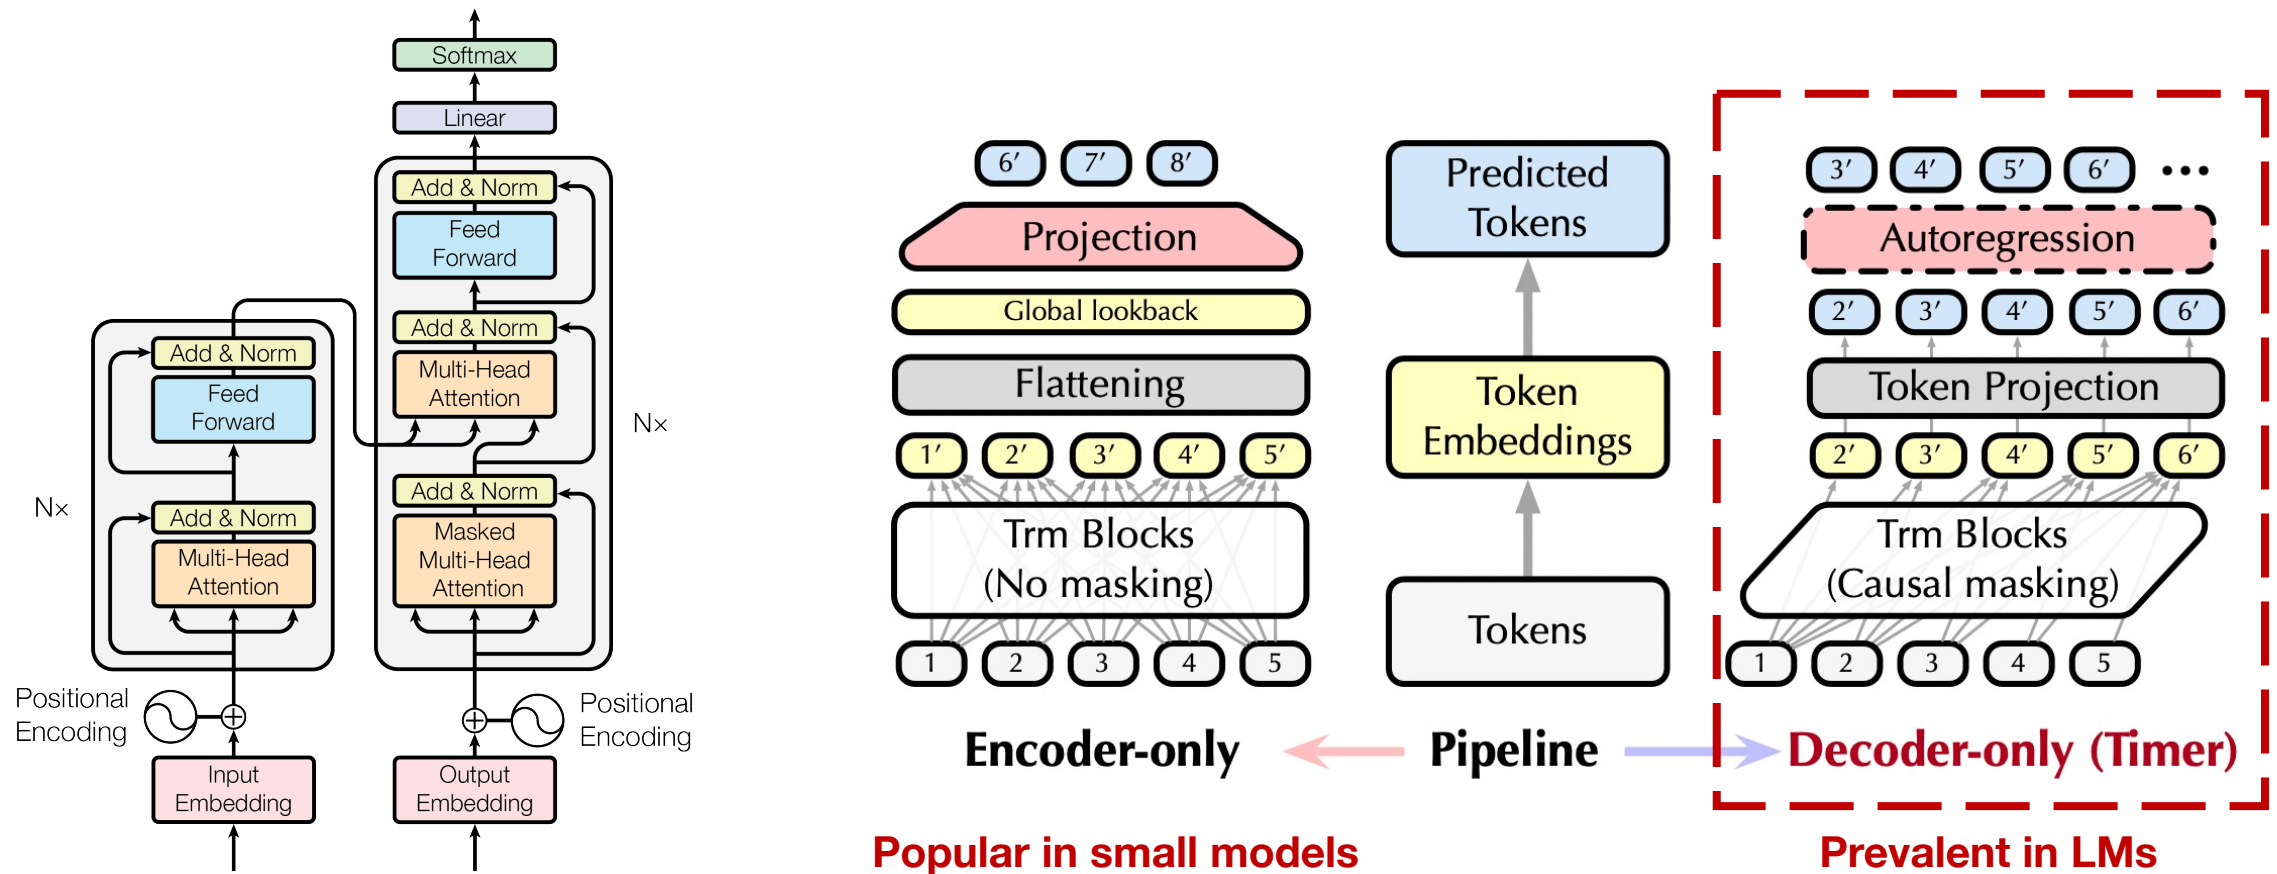 Softmax
Linear
Add & Norm
Feed
Forward
Add & Norm
Multi-Head
Attention
Add & Norm
Masked
Multi-Head
Attention
N×
Positional
Encoding
Output
Embedding
Add & Norm
Feed
Forward
Add & Norm
Multi-Head
Attention
N×
Positional
Encoding
Input
Embedding
6′ 7′ 8′
Projection
Global lookback
Flattening
1′ 2′ 3′ 4′ 5′
Trm Blocks
(No masking)
1 2 3 4 5
Encoder-only
Popular in small models
Predicted
Tokens
Token
Embeddings
Tokens
Pipeline
3′ 4′ 5′ 6′ •••
Autoregression
2′ 3′ 4′ 5′ 6′
Token Projection
2′ 3′ 4′ 5′ 6′
Trm Blocks
(Causal masking)
1 2 3 4 5
Decoder-only (Timer)
Prevalent in LMs